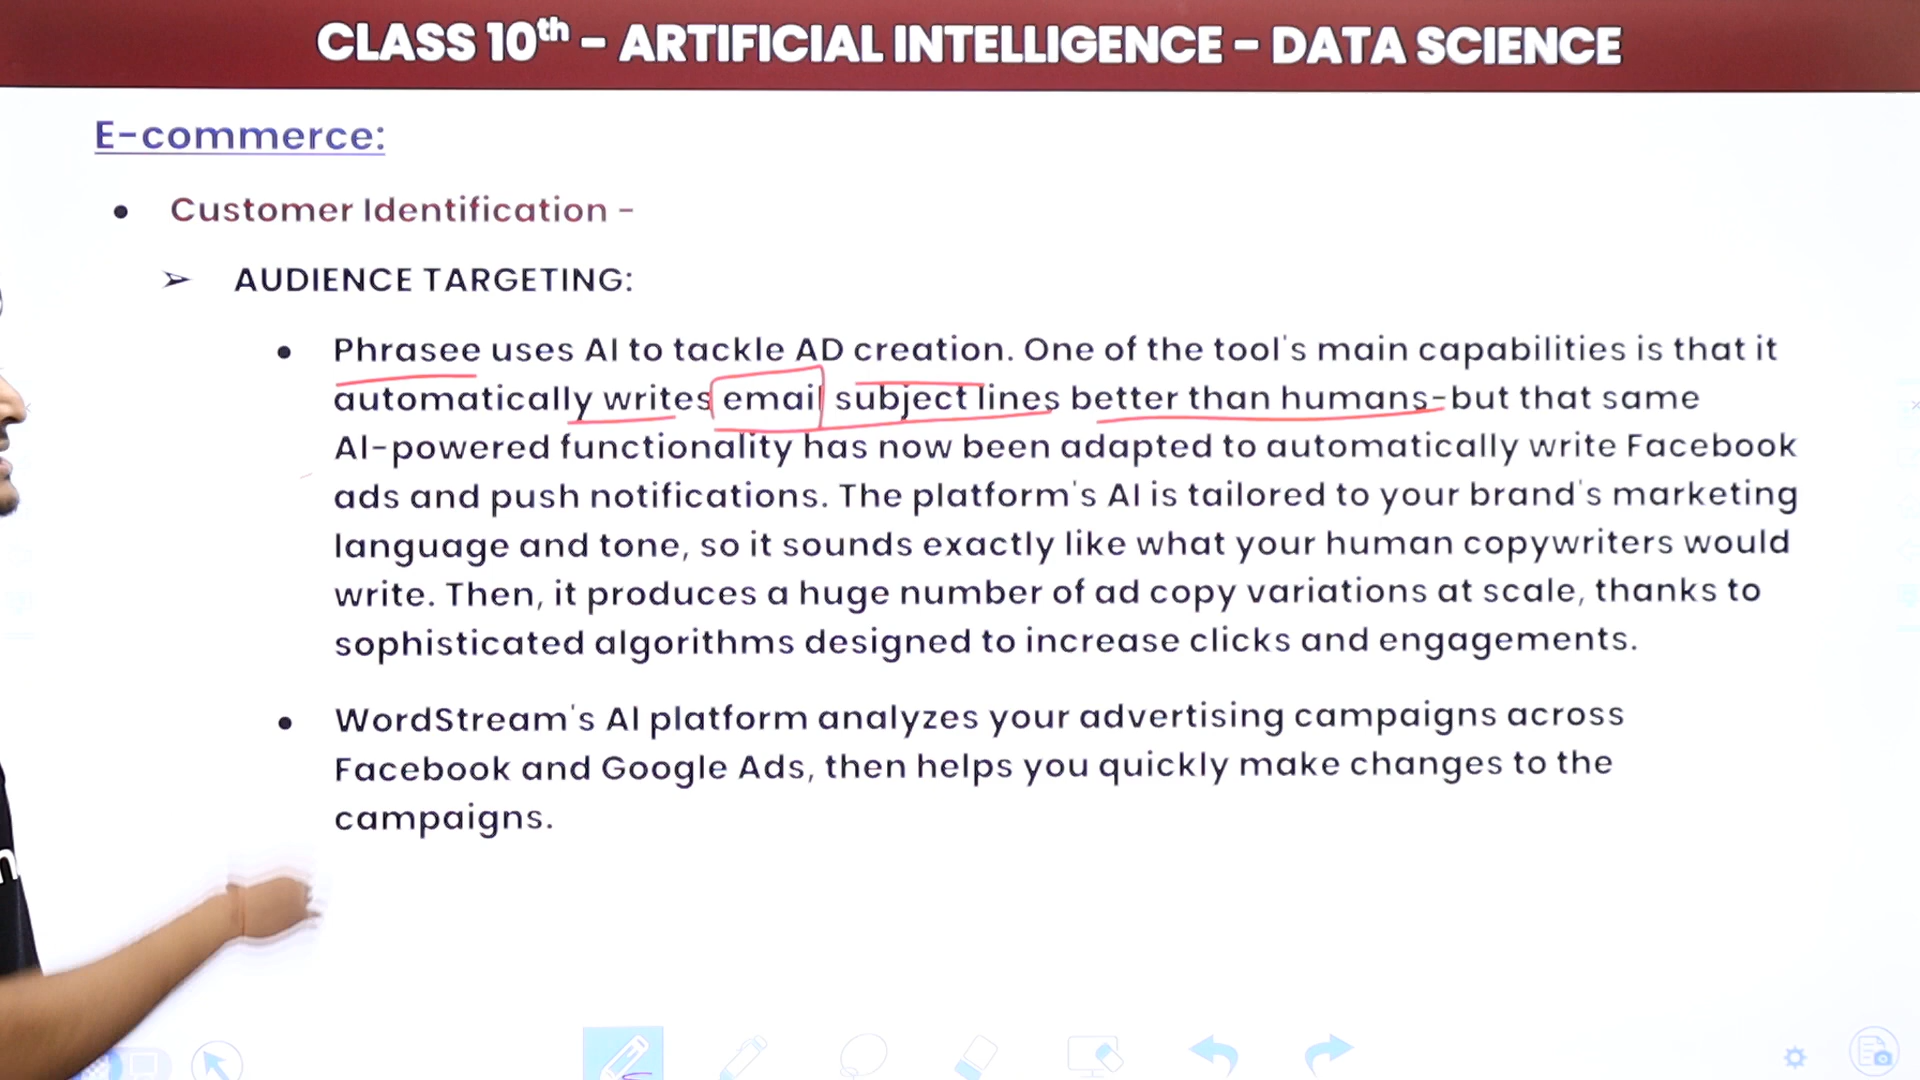 CLASS 10th - ARTIFICIAL INTELLIGENCE - DATA SCIENCE
E-commerce:
• Customer Identification -
➢ AUDIENCE TARGETING:
• Phrasee uses AI to tackle AD creation. One of the tool's main capabilities is that it
automatically writes email subject lines better than humans-but that same
AI-powered functionality has now been adapted to automatically write Facebook
ads and push notifications. The platform's AI is tailored to your brand's marketing
language and tone, so it sounds exactly like what your human copywriters would
write. Then, it produces a huge number of ad copy variations at scale, thanks to
sophisticated algorithms designed to increase clicks and engagements.
• WordStream's AI platform analyzes your advertising campaigns across
Facebook and Google Ads, then helps you quickly make changes to the
campaigns.